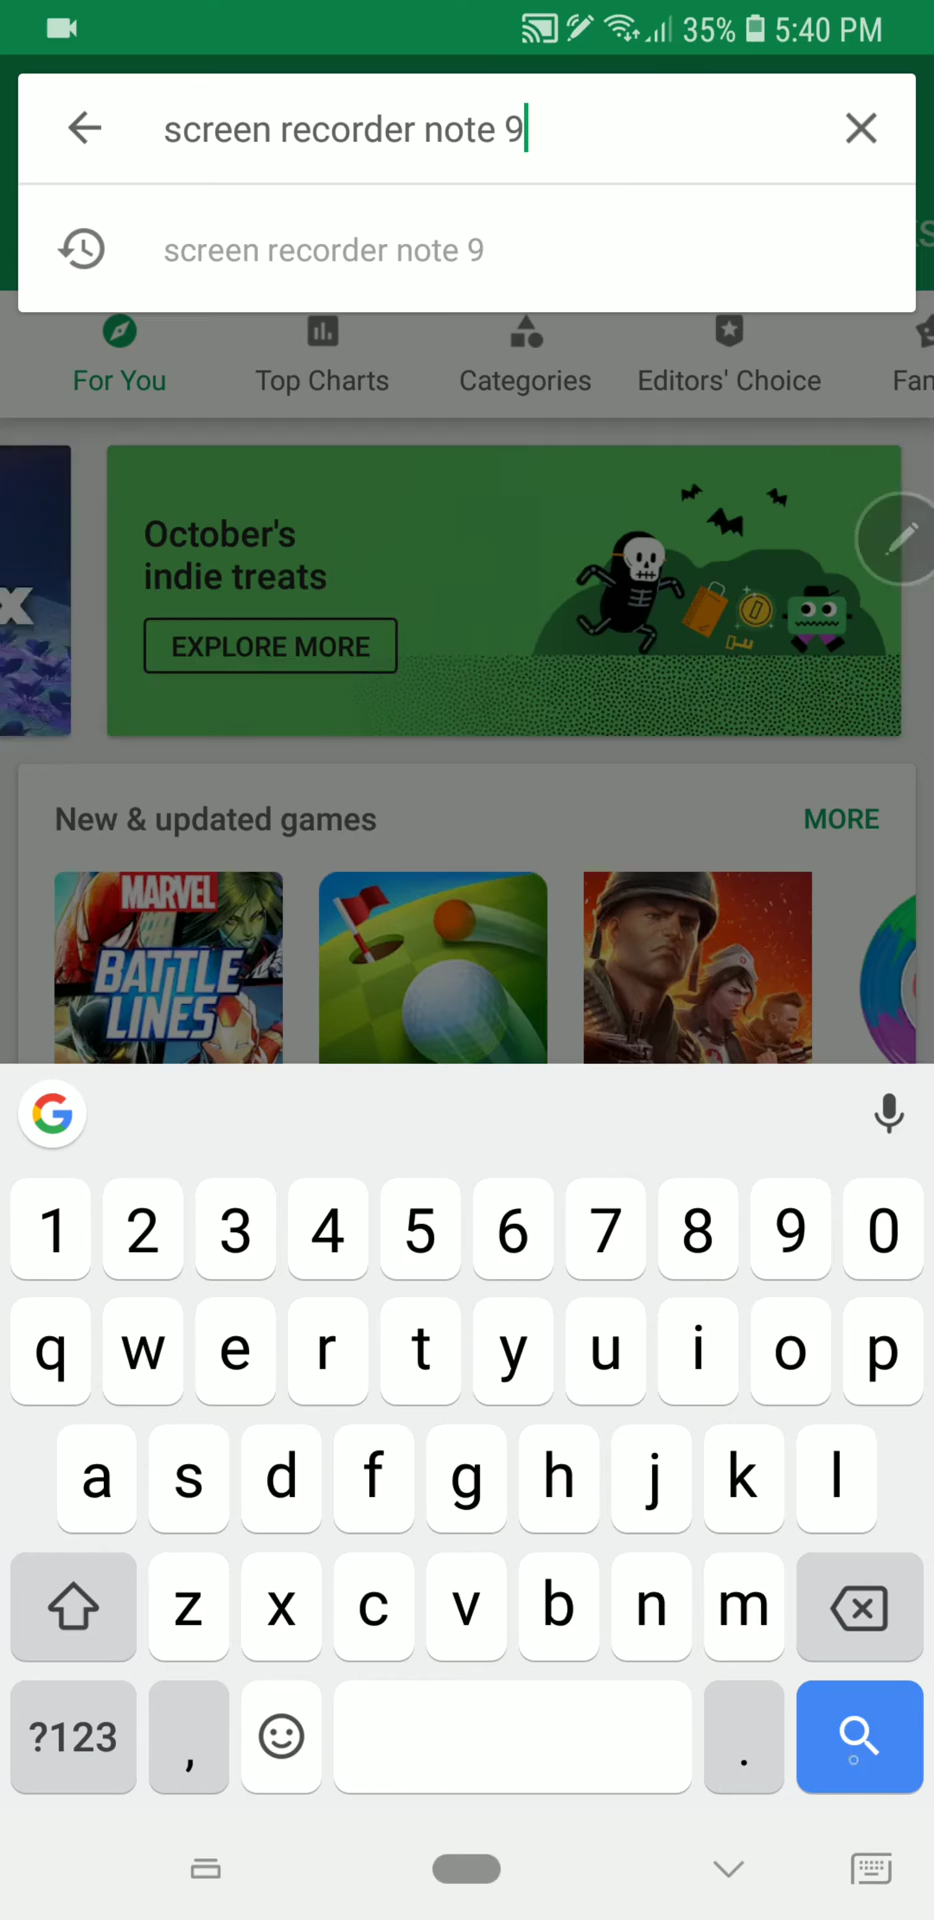 35% 5:40 PM
screen recorder note 9
screen recorder note 9
S
For You Top Charts Categories Editors' Choice Fam
x
October's
indie treats
EXPLORE MORE
New & updated games MORE
MARVEL
BATTLE
LINES
G
1 2 3 4 5 6 7 8 9 0
q w e r t y u i o p
a s d f g h j k l
z x c v b n m
?123 , .